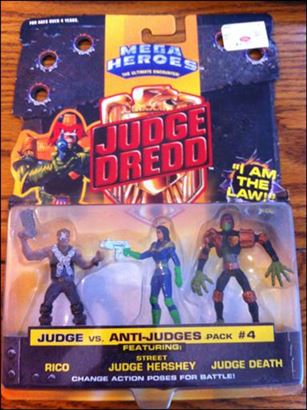 FOR AGES OVER 4 YEARS.
MEGA
HEROES
THE ULTIMATE ENCOUNTER!
JUDGE
DREDD
"I AM
THE
LAW!"
JUDGE VS. ANTI-JUDGES PACK #4
FEATURING:
RICO
STREET
JUDGE HERSHEY
JUDGE DEATH
CHANGE ACTION POSES FOR BATTLE!